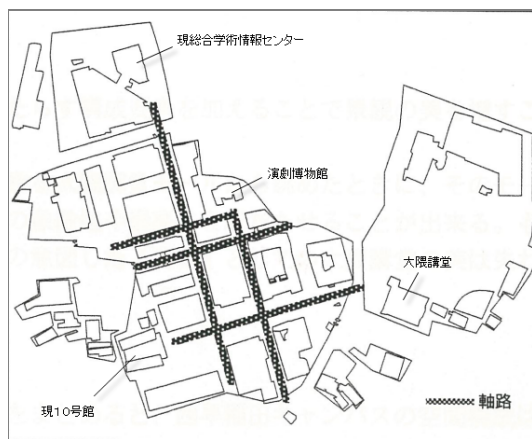 現総合学術情報センター
演劇博物館
大隈講堂
現10号館
軸路